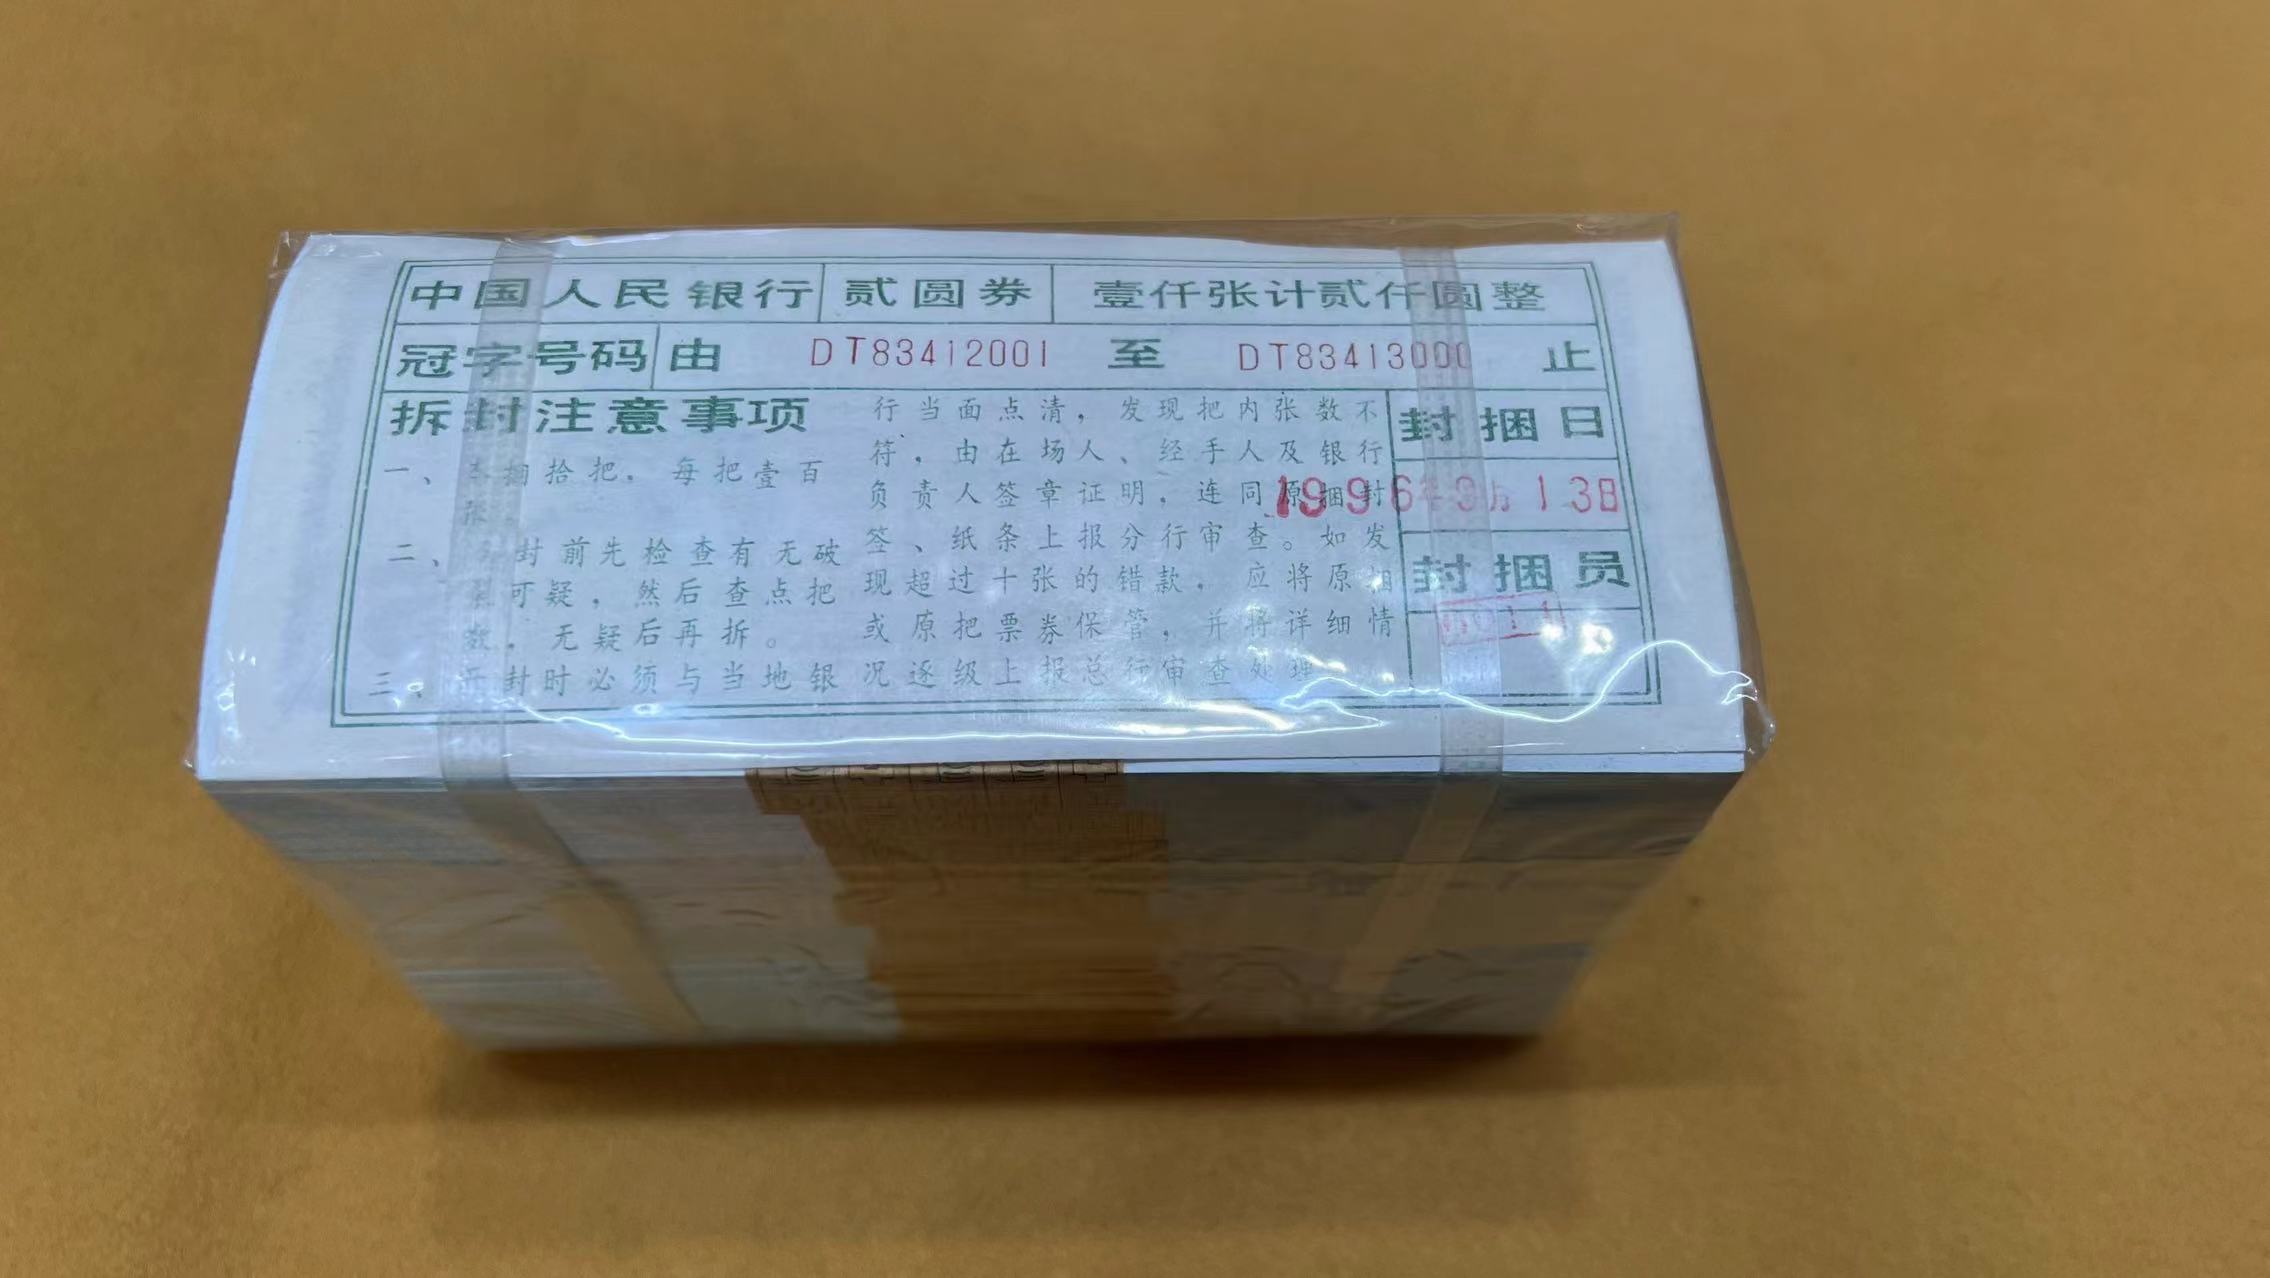 中国人民银行 贰圆券 壹仟张计贰仟圆整
冠字号码 由 DT83412001 至 DT83413000 止
拆封注意事项
一、本捆拾把，每把壹百
张。
二、拆封前先检查有无破
裂可疑，然后查点把
数，无疑后再拆。
三、开封时必须与当地银
行当面点清，发现把内张数不
符，由在场人、经手人及银行
负责人签章证明，连同原捆封
签、纸条上报分行审查。如发
现超过十张的错款，应将原捆
或原把票券保管，并将详细情
况逐级上报总行审查处理
封捆日
1996年9月13日
封捆员